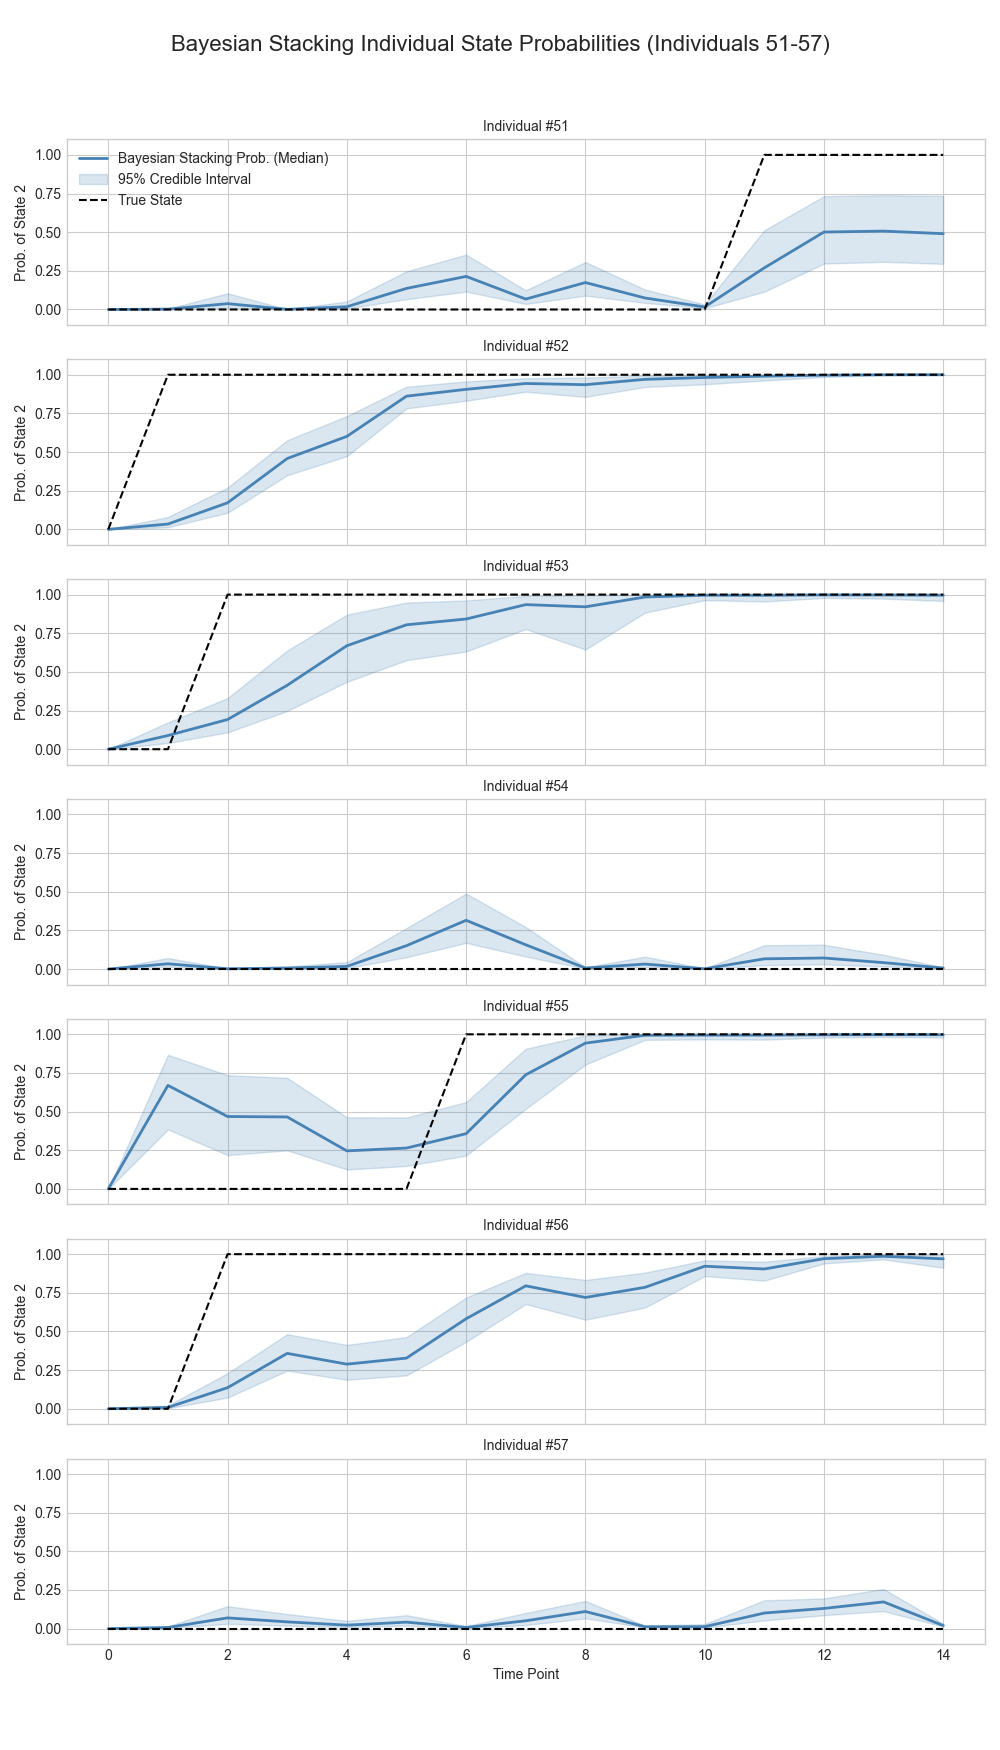 Bayesian Stacking Individual State Probabilities (Individuals 51-57)
Individual #51
Prob. of State 2
1.00
0.75
0.50
0.25
0.00
Bayesian Stacking Prob. (Median)
95% Credible Interval
True State
Individual #52
Prob. of State 2
1.00
0.75
0.50
0.25
0.00
Individual #53
Prob. of State 2
1.00
0.75
0.50
0.25
0.00
Individual #54
Prob. of State 2
1.00
0.75
0.50
0.25
0.00
Individual #55
Prob. of State 2
1.00
0.75
0.50
0.25
0.00
Individual #56
Prob. of State 2
1.00
0.75
0.50
0.25
0.00
Individual #57
Prob. of State 2
1.00
0.75
0.50
0.25
0.00
0 2 4 6 8 10 12 14
Time Point